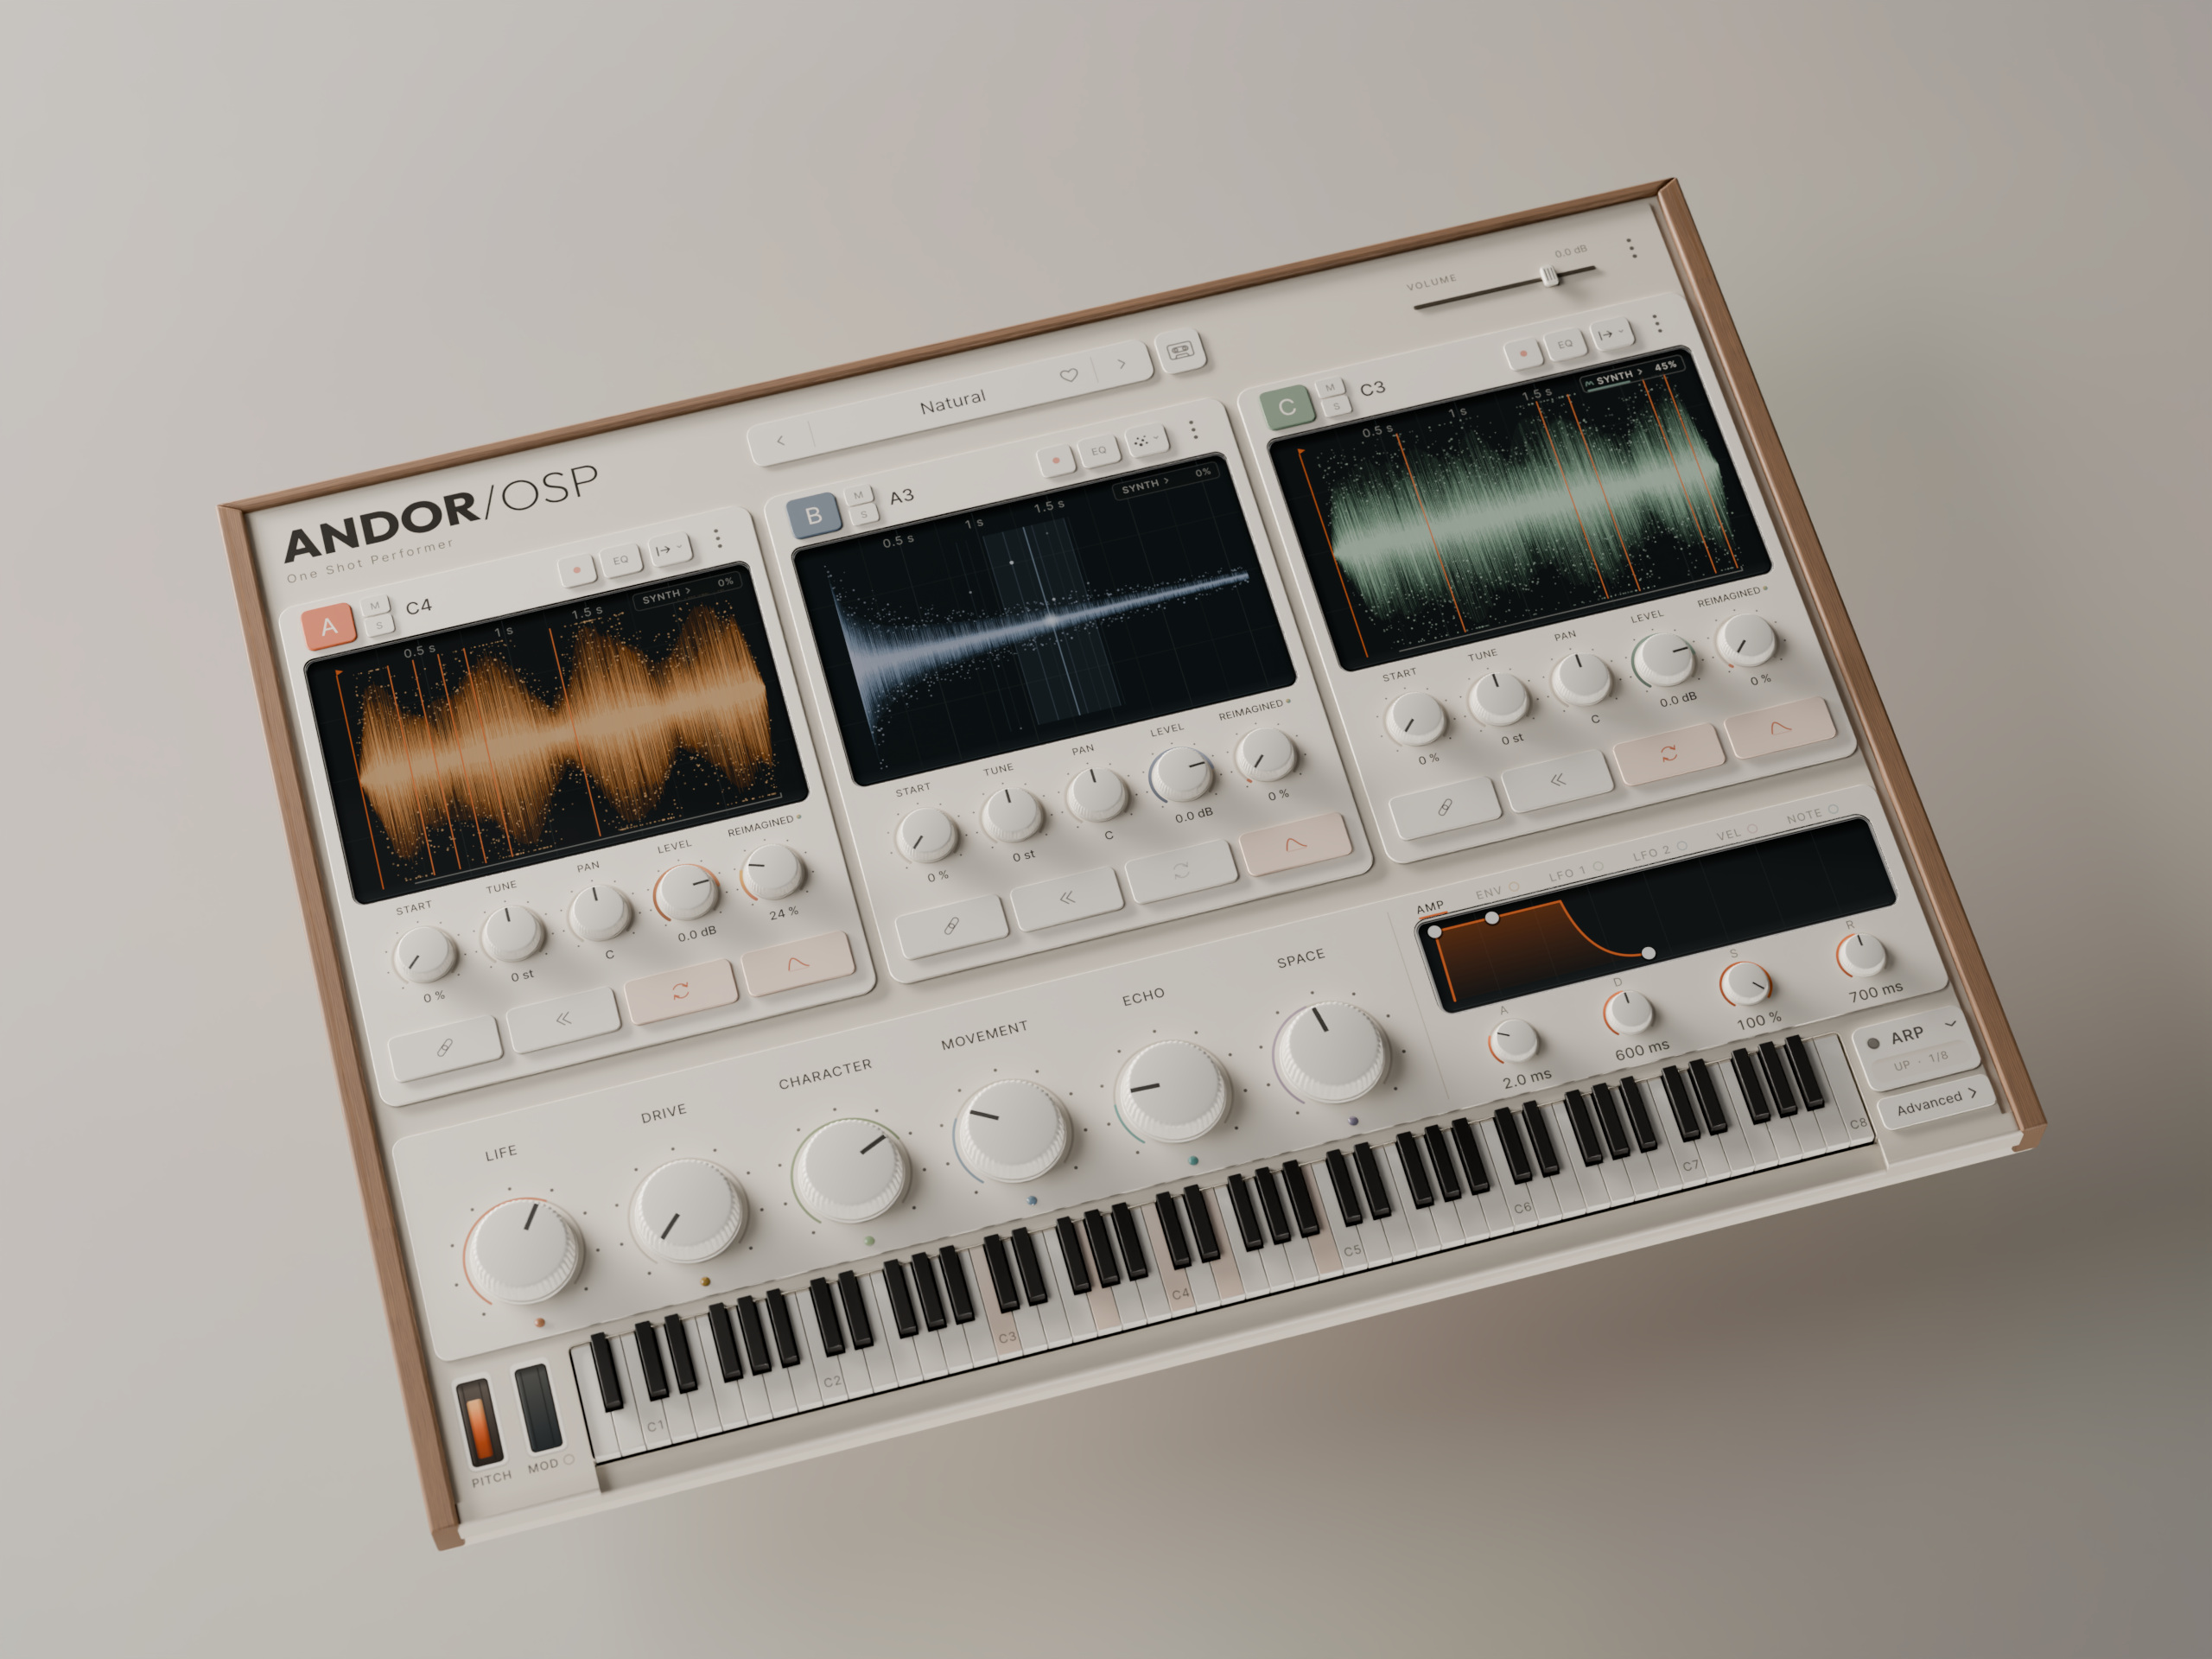 ANDOR/OSP
One Shot Performer
Natural
VOLUME
0.0 dB
A
M
S
C4
EQ
0.5 s
1 s
1.5 s
SYNTH >
0%
START
TUNE
PAN
LEVEL
REIMAGINED
0 %
0 st
C
0.0 dB
24 %
B
M
S
A3
EQ
0.5 s
1 s
1.5 s
SYNTH >
0%
START
TUNE
PAN
LEVEL
REIMAGINED
0 %
0 st
C
0.0 dB
0 %
C
M
S
C3
EQ
0.5 s
1 s
1.5 s
SYNTH >
45%
START
TUNE
PAN
LEVEL
REIMAGINED
0 %
0 st
C
0.0 dB
0 %
LIFE
DRIVE
CHARACTER
MOVEMENT
ECHO
SPACE
AMP
ENV
LFO 1
LFO 2
VEL
NOTE
A
D
S
R
2.0 ms
600 ms
100 %
700 ms
ARP
UP · 1/8
Advanced >
PITCH
MOD
C1
C2
C3
C4
C5
C6
C7
C8